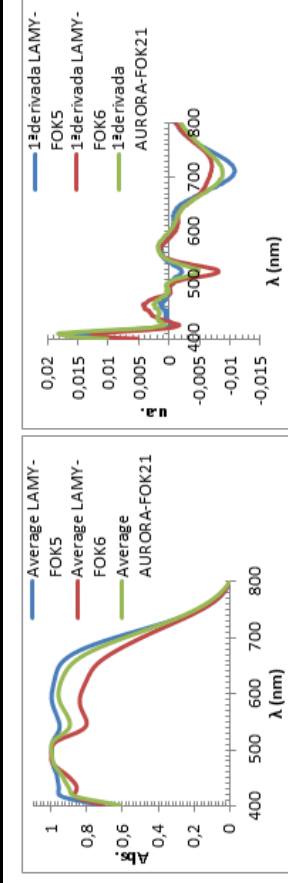 Average LAMY-
FOK5
Average LAMY-
FOK6
Average
AURORA-FOK21
1
0,8
0,6
0,4
0,2
0
Abs.
400
500
600
700
800
λ (nm)
1ªderivada LAMY-
FOK5
1ªderivada LAMY-
FOK6
1ªderivada
AURORA-FOK21
0,02
0,015
0,01
0,005
0
-0,005
-0,01
-0,015
u.a.
400
500
600
700
800
λ (nm)